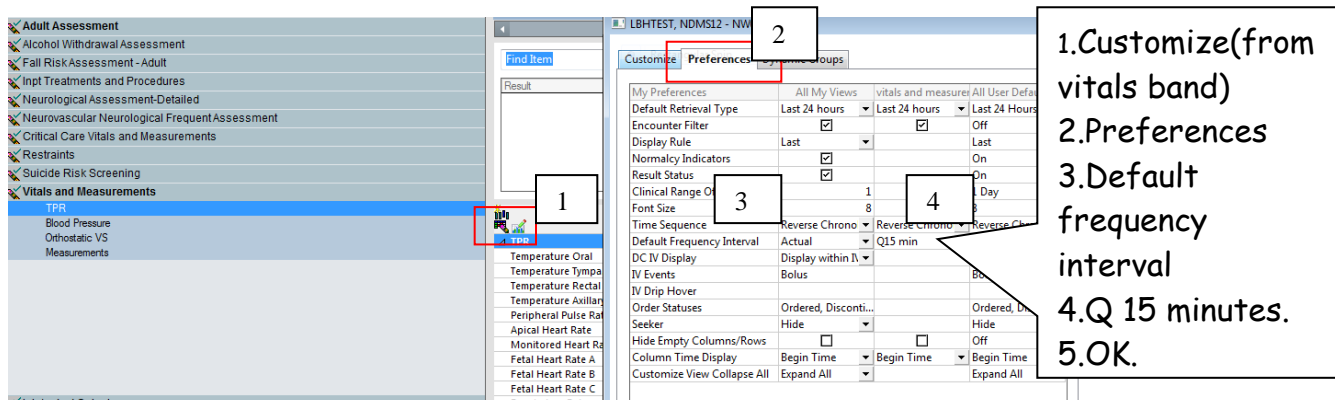 Adult Assessment
Alcohol Withdrawal Assessment
Fall Risk Assessment - Adult
Inpt Treatments and Procedures
Neurological Assessment-Detailed
Neurovascular Neurological Frequent Assessment
Critical Care Vitals and Measurements
Restraints
Suicide Risk Screening
Vitals and Measurements
TPR
Blood Pressure
Orthostatic VS
Measurements
Find Item
Result
1
TPR
Temperature Oral
Temperature Tympa
Temperature Rectal
Temperature Axillary
Peripheral Pulse Rat
Apical Heart Rate
Monitored Heart Ra
Fetal Heart Rate A
Fetal Heart Rate B
Fetal Heart Rate C
LBHTEST, NDMS12 - NW
2
Customize Preferences Groups
My Preferences All My Views vitals and measurer All User Defau
Default Retrieval Type Last 24 hours Last 24 hours Last 24 Hours
Encounter Filter Off
Display Rule Last Last
Normalcy Indicators On
Result Status On
Clinical Range Of 1 1 Day
Font Size 8
3
4
Time Sequence Reverse Chrono Reverse Chrono Reverse Chro
Default Frequency Interval Actual Q15 min
DC IV Display Display within IV
IV Events Bolus Bo
IV Drip Hover
Order Statuses Ordered, Disconti... Ordered, Di
Seeker Hide Hide
Hide Empty Columns/Rows Off
Column Time Display Begin Time Begin Time Begin Time
Customize View Collapse All Expand All Expand All
1.Customize(from
vitals band)
2.Preferences
3.Default
frequency
interval
4.Q 15 minutes.
5.OK.